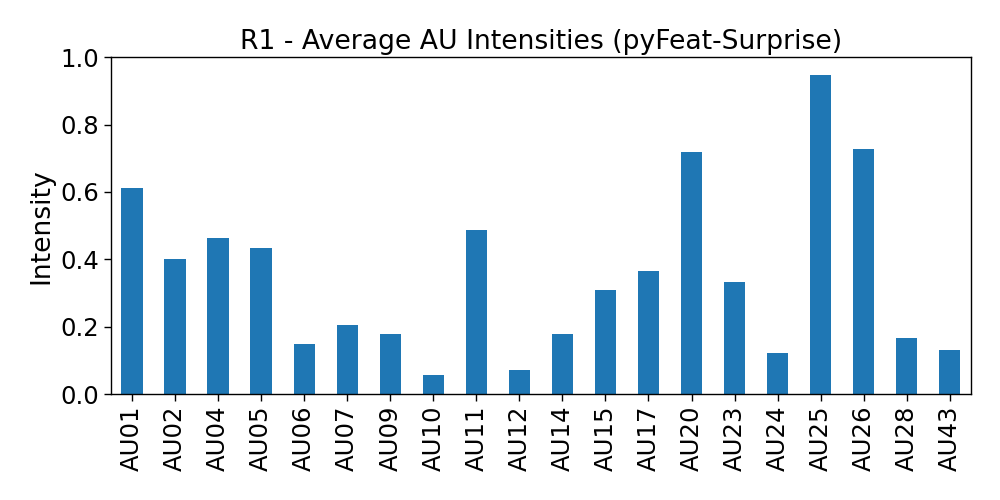 R1 - Average AU Intensities (pyFeat-Surprise)
1.0
0.8
0.6
0.4
0.2
0.0
Intensity
AU01 AU02 AU04 AU05 AU06 AU07 AU09 AU10 AU11 AU12 AU14 AU15 AU17 AU20 AU23 AU24 AU25 AU26 AU28 AU43